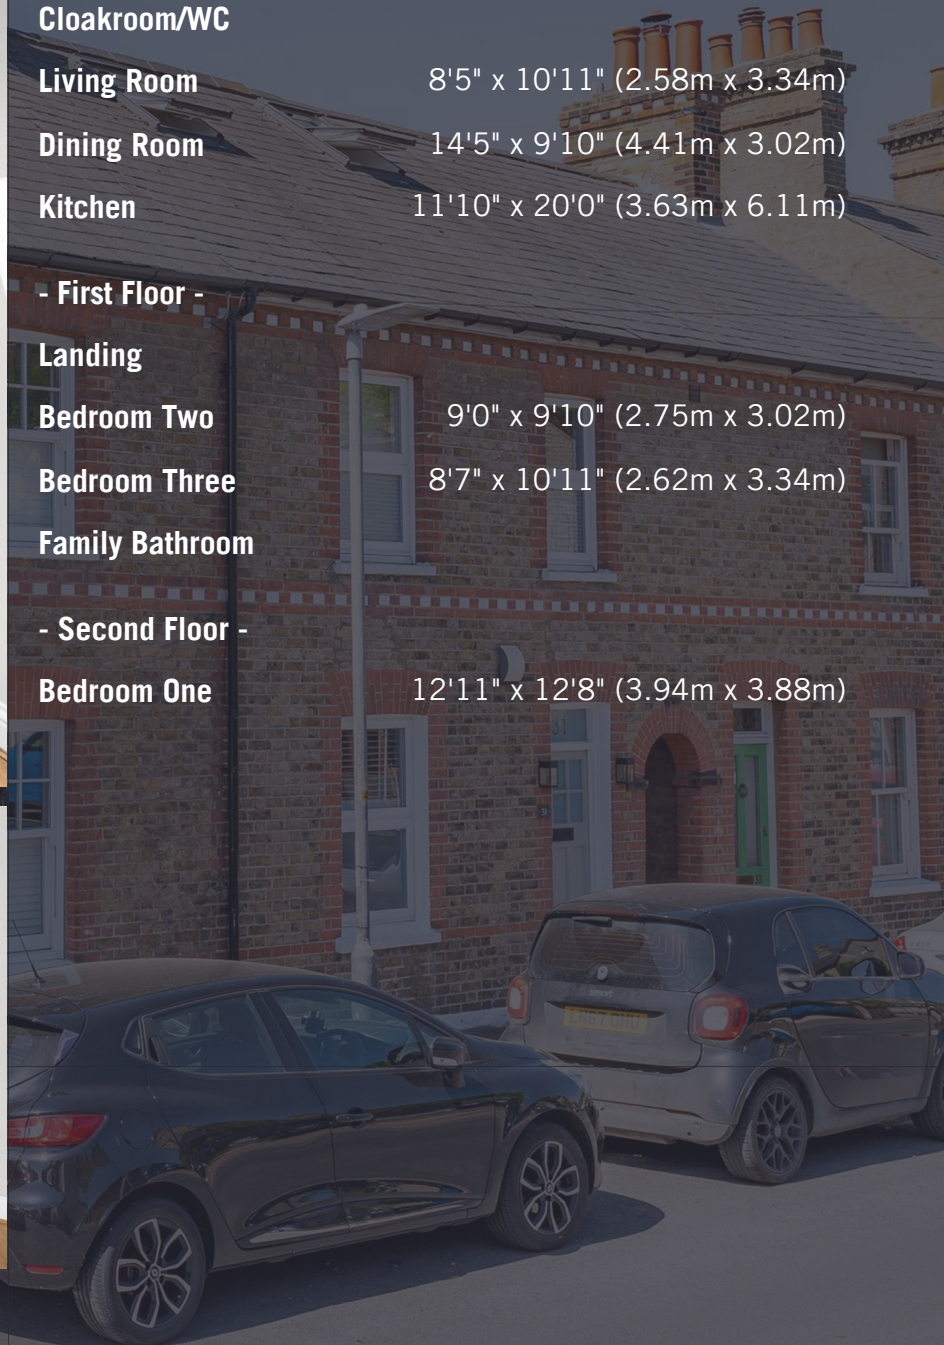 Cloakroom/WC
Living Room 8'5" x 10'11" (2.58m x 3.34m)
Dining Room 14'5" x 9'10" (4.41m x 3.02m)
Kitchen 11'10" x 20'0" (3.63m x 6.11m)
- First Floor -
Landing
Bedroom Two 9'0" x 9'10" (2.75m x 3.02m)
Bedroom Three 8'7" x 10'11" (2.62m x 3.34m)
Family Bathroom
- Second Floor -
Bedroom One 12'11" x 12'8" (3.94m x 3.88m)